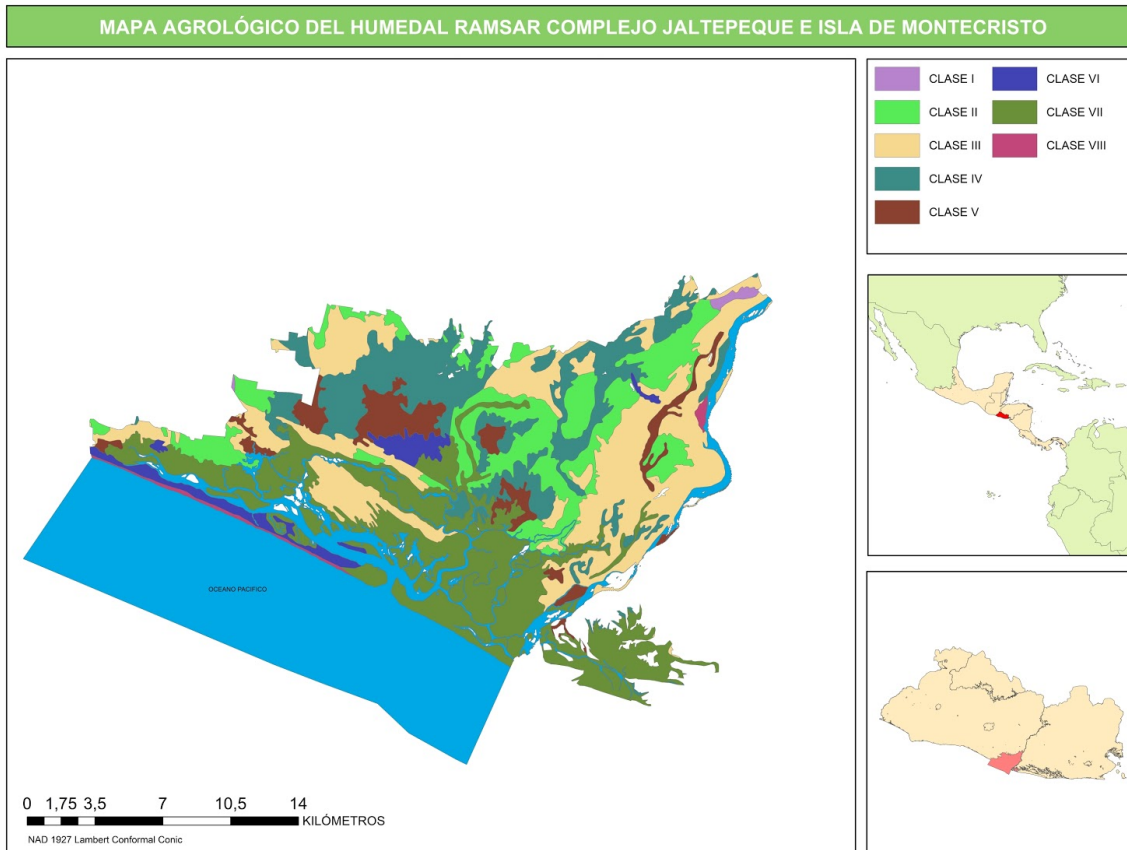 MAPA AGROLÓGICO DEL HUMEDAL RAMSAR COMPLEJO JALTEPEQUE E ISLA DE MONTECRISTO
CLASE I
CLASE VI
CLASE II
CLASE VII
CLASE III
CLASE VIII
CLASE IV
CLASE V
OCEANO PACIFICO
0 1,75 3,5 7 10,5 14
KILÓMETROS
NAD 1927 Lambert Conformal Conic